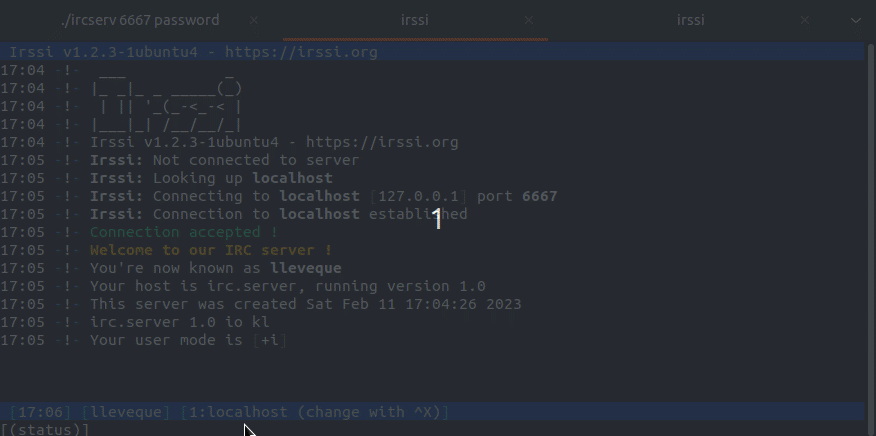 ./ircserv 6667 password × irssi × irssi ×
Irssi v1.2.3-1ubuntu4 - https://irssi.org
17:04 -!-  ___           _
17:04 -!- |_ _|_ _ _____(_)
17:04 -!-  | || '_(_-<_-< |
17:04 -!- |___|_| /__/__/_|
17:04 -!- Irssi v1.2.3-1ubuntu4 - https://irssi.org
17:05 -!- Irssi: Not connected to server
17:05 -!- Irssi: Looking up localhost
17:05 -!- Irssi: Connecting to localhost [127.0.0.1] port 6667
17:05 -!- Irssi: Connection to localhost established
1
17:05 -!- Connection accepted !
17:05 -!- Welcome to our IRC server !
17:05 -!- You're now known as lleveque
17:05 -!- Your host is irc.server, running version 1.0
17:05 -!- This server was created Sat Feb 11 17:04:26 2023
17:05 -!- irc.server 1.0 io kl
17:05 -!- Your user mode is [+i]
[17:06] [lleveque] [1:localhost (change with ^X)]
[(status)]